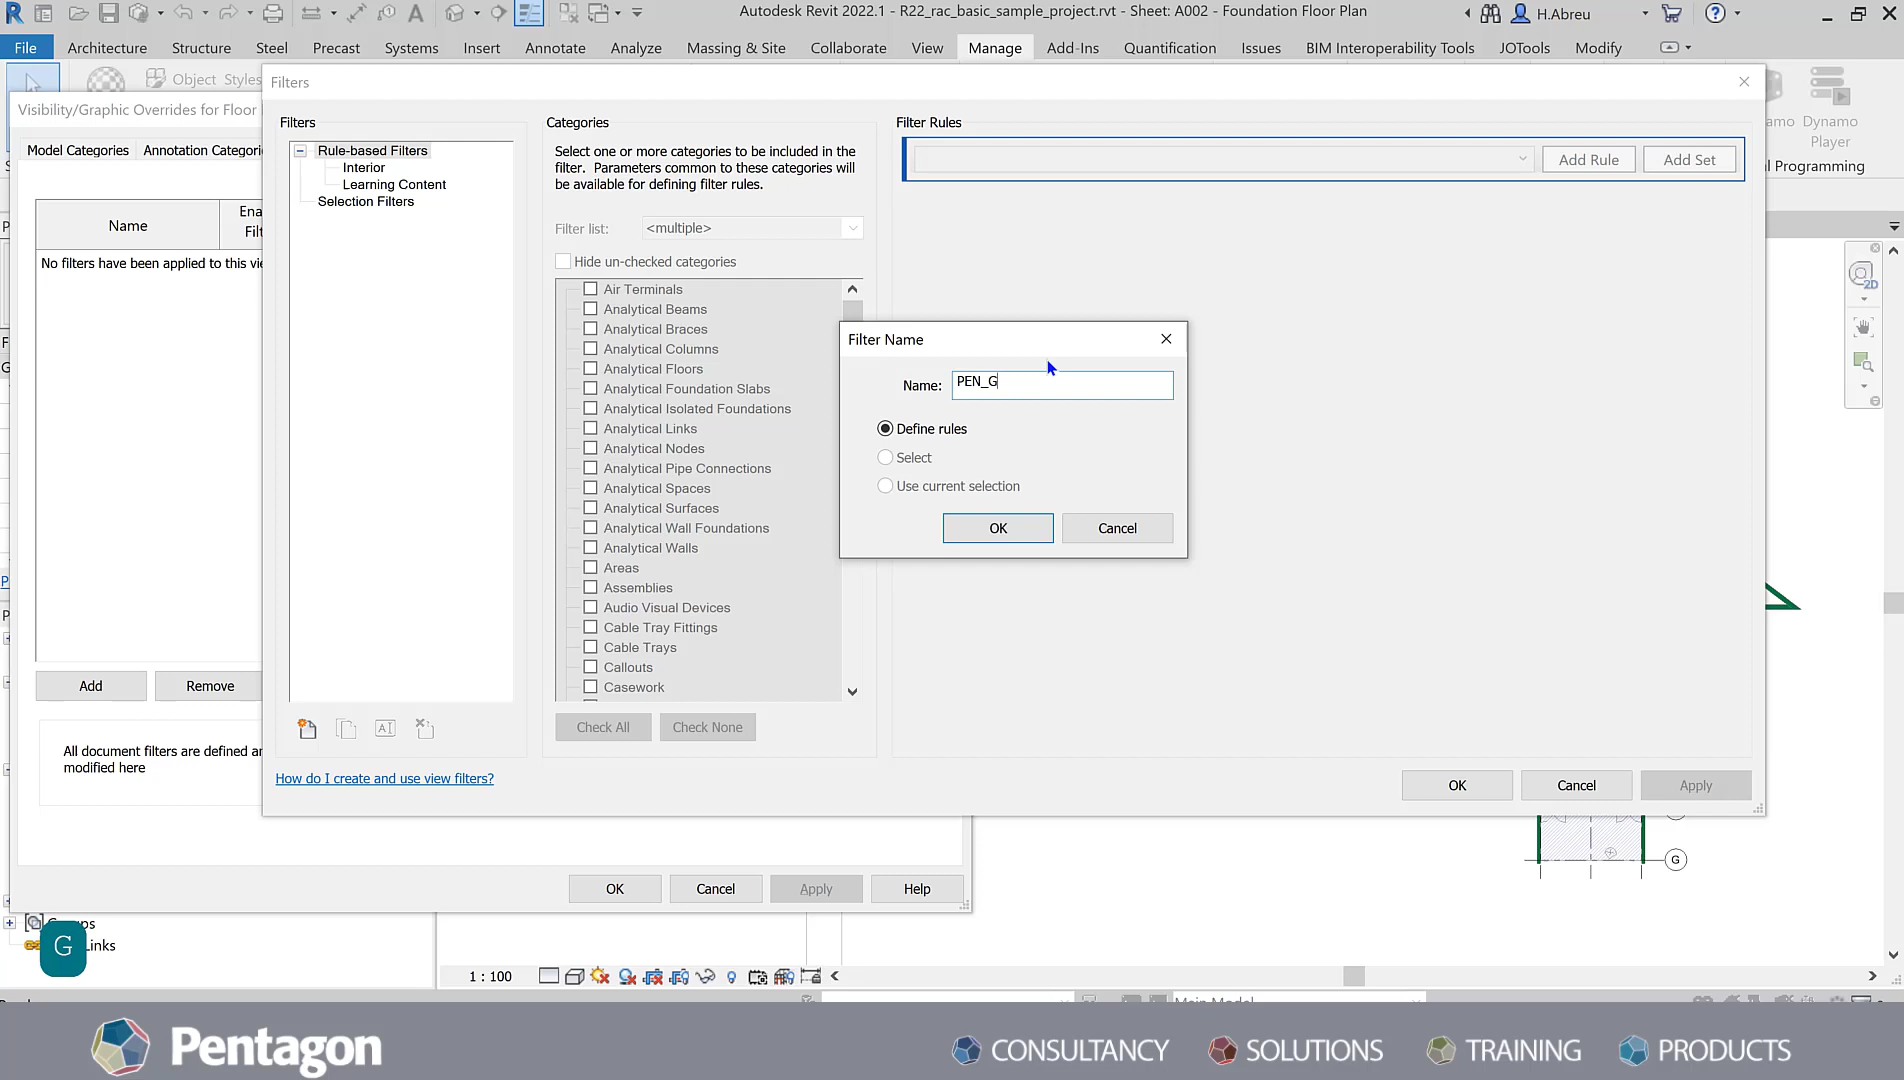 Autodesk Revit 2022.1 - R22_rac_basic_sample_project.rvt - Sheet: A002 - Foundation Floor Plan
H.Abreu
File Architecture Structure Steel Precast Systems Insert Annotate Analyze Massing & Site Collaborate View Manage Add-Ins Quantification Issues BIM Interoperability Tools JOTools Modify
Object Styles
Dynamo
Player
Programming
Visibility/Graphic Overrides for Floor
Model Categories
Annotation Categori
Name
Ena
Filt
No filters have been applied to this vie
Add
Remove
All document filters are defined an
modified here
OK
Cancel
Apply
Help
Filters
Filters
Rule-based Filters
Interior
Learning Content
Selection Filters
How do I create and use view filters?
Categories
Select one or more categories to be included in the
filter. Parameters common to these categories will
be available for defining filter rules.
Filter list:
<multiple>
Hide un-checked categories
Air Terminals
Analytical Beams
Analytical Braces
Analytical Columns
Analytical Floors
Analytical Foundation Slabs
Analytical Isolated Foundations
Analytical Links
Analytical Nodes
Analytical Pipe Connections
Analytical Spaces
Analytical Surfaces
Analytical Wall Foundations
Analytical Walls
Areas
Assemblies
Audio Visual Devices
Cable Tray Fittings
Cable Trays
Callouts
Casework
Check All
Check None
Filter Rules
Add Rule
Add Set
Filter Name
Name:
PEN_G
Define rules
Select
Use current selection
OK
Cancel
OK
Cancel
Apply
2D
G
G
1 : 100
Pentagon
CONSULTANCY
SOLUTIONS
TRAINING
PRODUCTS